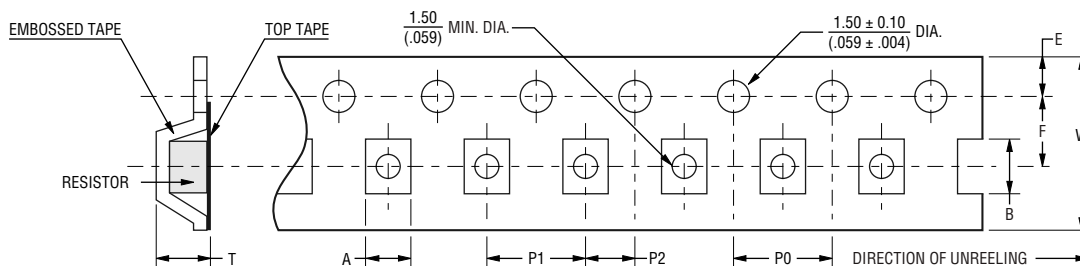 EMBOSSED TAPE
TOP TAPE
1.50
(.059)
MIN. DIA.
1.50 ± 0.10
(.059 ± .004)
DIA.
E
F
RESISTOR
B
T
A
P1
P2
P0
DIRECTION OF UNREELING